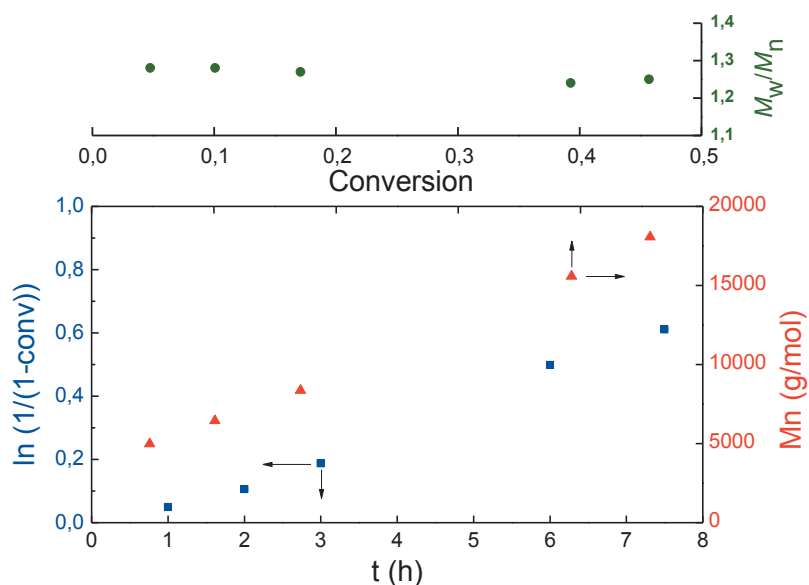 1,4
1,3
1,2
1,1
Mw/Mn
0,0 0,1 0,2 0,3 0,4 0,5
Conversion
1,0
0,8
0,6
0,4
0,2
0,0
ln (1/(1-conv))
20000
15000
10000
5000
0
Mn (g/mol)
0 1 2 3 4 5 6 7 8
t (h)